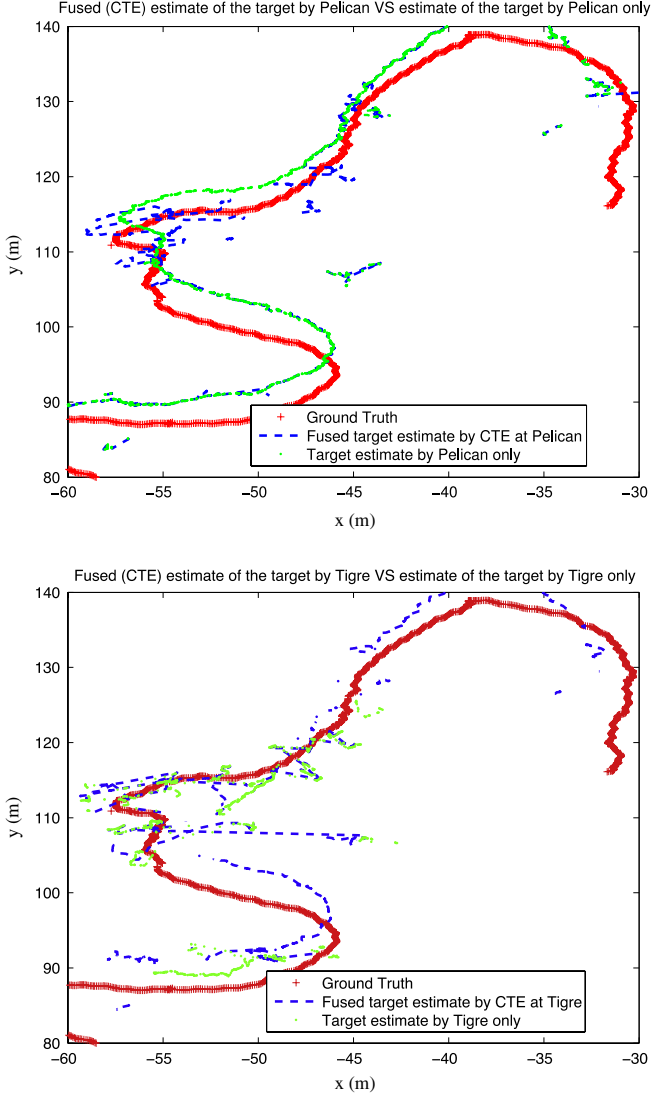 Fused (CTE) estimate of the target by Pelican VS estimate of the target by Pelican only
140
130
120
110
100
90
80
y (m)
Ground Truth
Fused target estimate by CTE at Pelican
Target estimate by Pelican only
−60 −55 −50 −45 −40 −35 −30
x (m)
Fused (CTE) estimate of the target by Tigre VS estimate of the target by Tigre only
140
130
120
110
100
90
80
y (m)
Ground Truth
Fused target estimate by CTE at Tigre
Target estimate by Tigre only
−60 −55 −50 −45 −40 −35 −30
x (m)